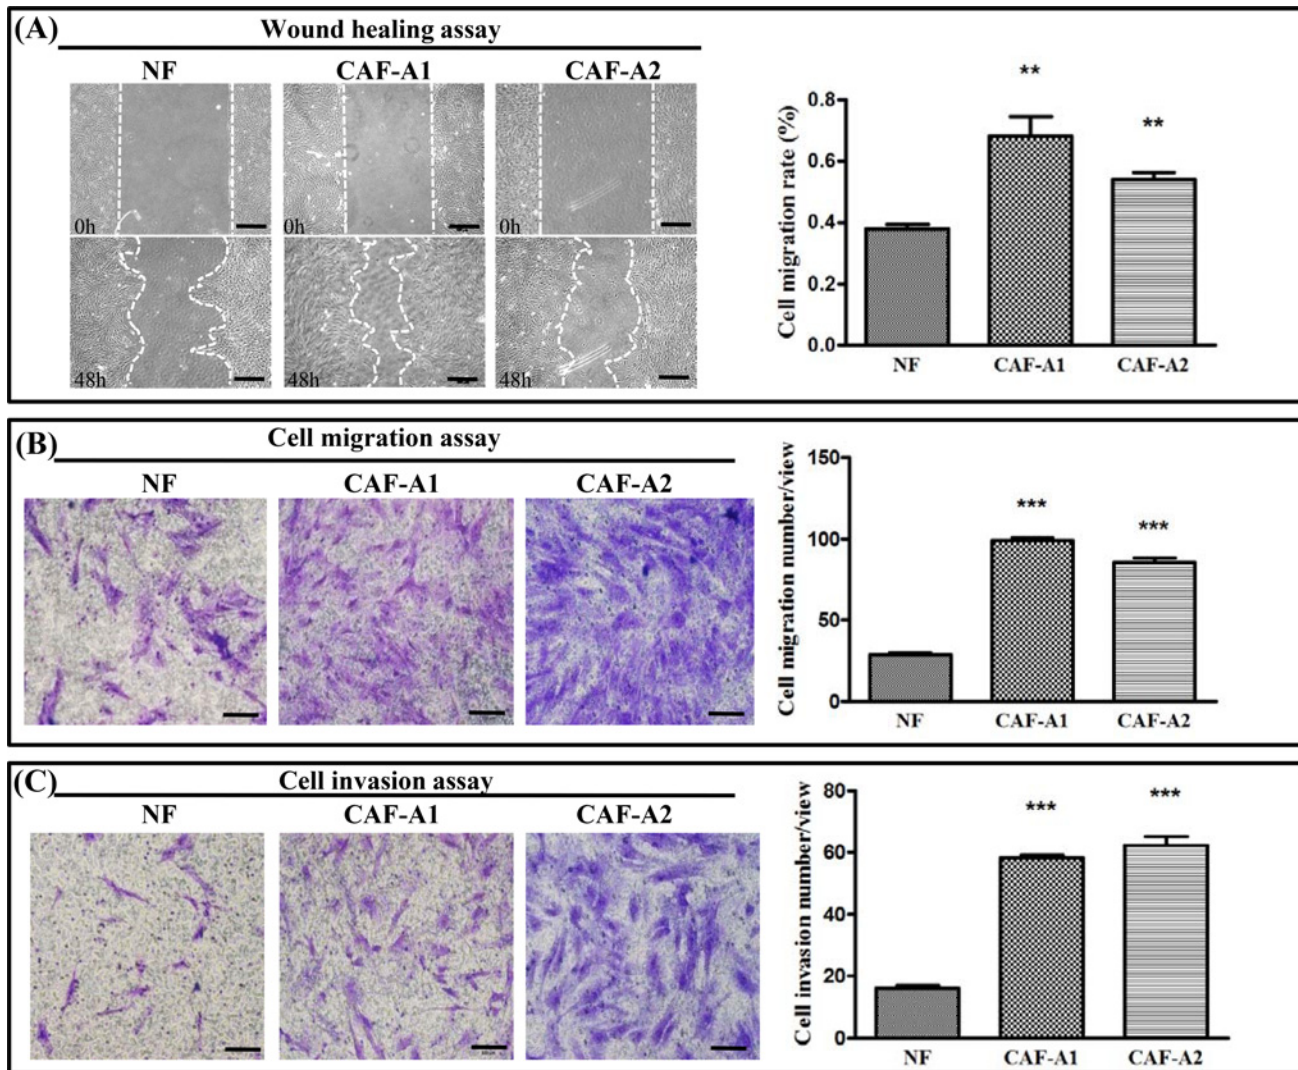 (A)
Wound healing assay
NF CAF-A1 CAF-A2
0h 0h 0h
48h 48h 48h
** **
Cell migration rate (%)
0.8
0.6
0.4
0.2
0.0
NF CAF-A1 CAF-A2
(B)
Cell migration assay
NF CAF-A1 CAF-A2
*** ***
Cell migration number/view
150
100
50
0
NF CAF-A1 CAF-A2
(C)
Cell invasion assay
NF CAF-A1 CAF-A2
*** ***
Cell invasion number/view
80
60
40
20
0
NF CAF-A1 CAF-A2